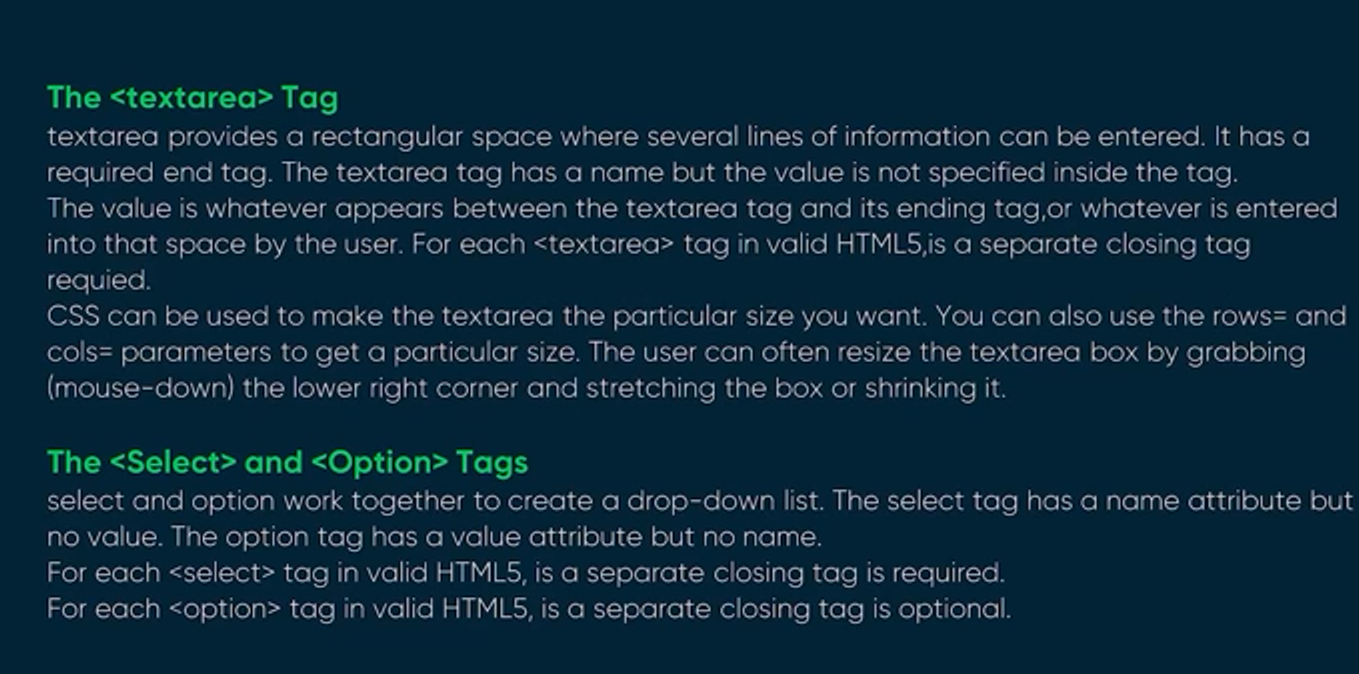 The <textarea> Tag
textarea provides a rectangular space where several lines of information can be entered. It has a
required end tag. The textarea tag has a name but the value is not specified inside the tag.
The value is whatever appears between the textarea tag and its ending tag,or whatever is entered
into that space by the user. For each <textarea> tag in valid HTML5,is a separate closing tag
requied.
CSS can be used to make the textarea the particular size you want. You can also use the rows= and
cols= parameters to get a particular size. The user can often resize the textarea box by grabbing
(mouse-down) the lower right corner and stretching the box or shrinking it.
The <Select> and <Option> Tags
select and option work together to create a drop-down list. The select tag has a name attribute but
no value. The option tag has a value attribute but no name.
For each <select> tag in valid HTML5, is a separate closing tag is required.
For each <option> tag in valid HTML5, is a separate closing tag is optional.